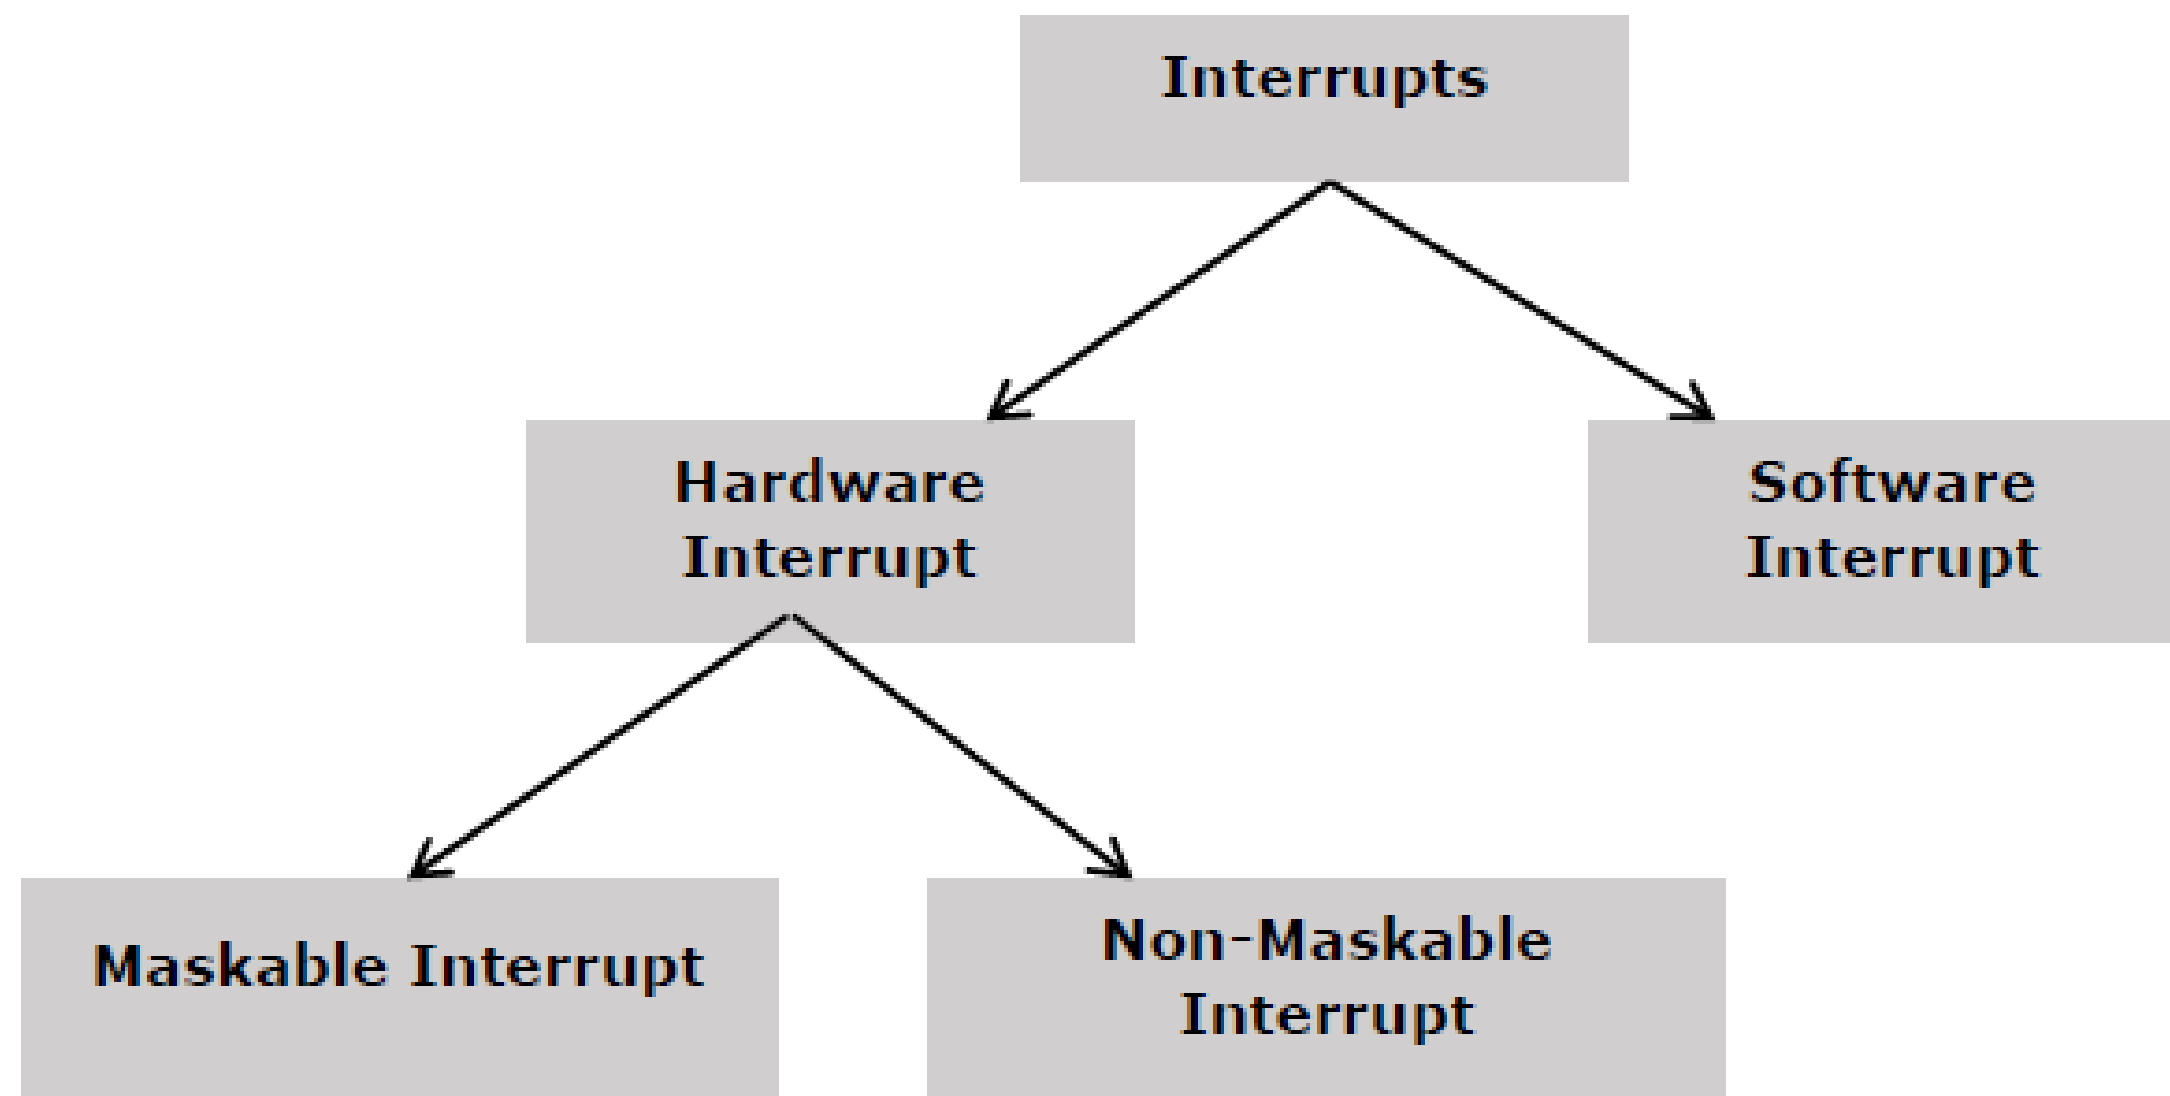 Interrupts
Hardware
Interrupt
Software
Interrupt
Maskable Interrupt
Non-Maskable
Interrupt